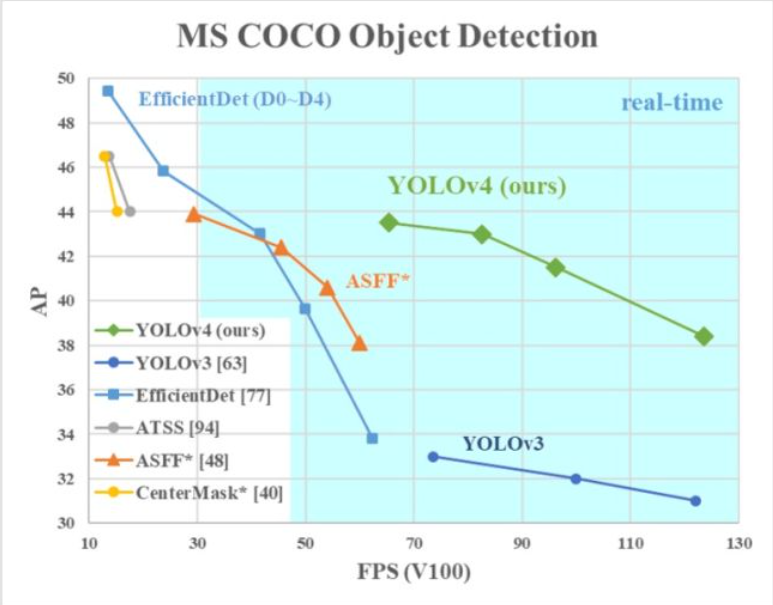 MS COCO Object Detection
50
48
46
44
42
40
38
36
34
32
30
AP
EfficientDet (D0~D4)
real-time
YOLOv4 (ours)
ASFF*
YOLOv3
YOLOv4 (ours)
YOLOv3 [63]
EfficientDet [77]
ATSS [94]
ASFF* [48]
CenterMask* [40]
10 30 50 70 90 110 130
FPS (V100)